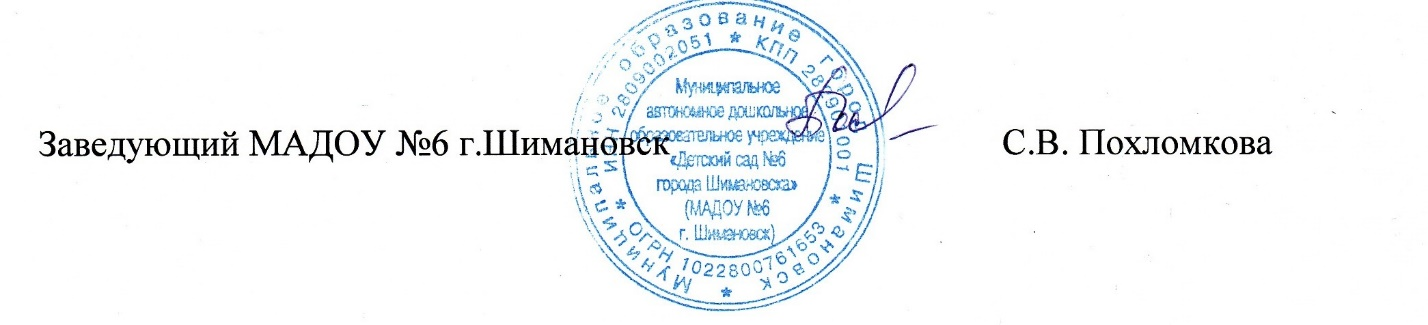 Заведующий МАДОУ №6 г.Шимановск
С.В. Похломкова
Муниципальное образование город Шимановск
ИНН 2809002051 * КПП 280901001 * ОГРН 1022800761653 *
Муниципальное
автономное дошкольное
образовательное учреждение
«Детский сад №6
города Шимановска»
(МАДОУ №6
г. Шимановск)